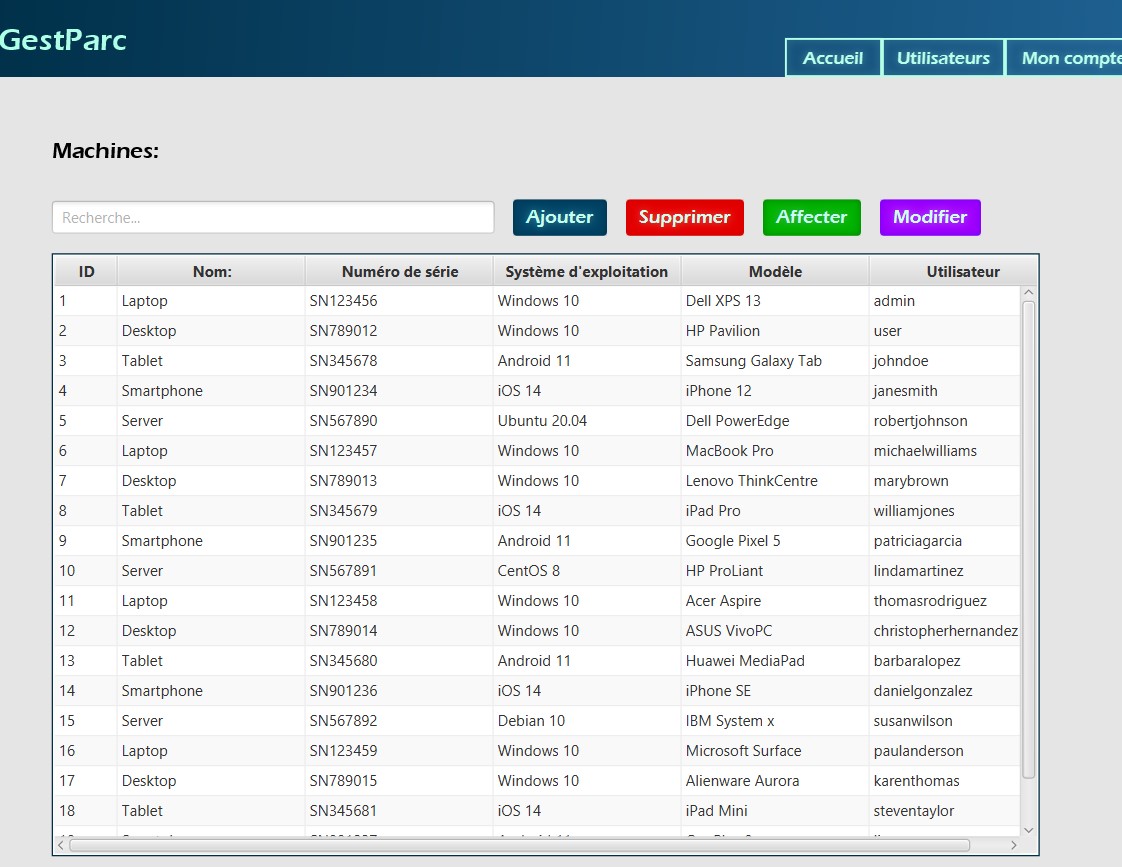 GestParc
Accueil Utilisateurs Mon compte
Machines:
Recherche... Ajouter Supprimer Affecter Modifier
ID Nom: Numéro de série Système d'exploitation Modèle Utilisateur
1 Laptop SN123456 Windows 10 Dell XPS 13 admin
2 Desktop SN789012 Windows 10 HP Pavilion user
3 Tablet SN345678 Android 11 Samsung Galaxy Tab johndoe
4 Smartphone SN901234 iOS 14 iPhone 12 janesmith
5 Server SN567890 Ubuntu 20.04 Dell PowerEdge robertjohnson
6 Laptop SN123457 Windows 10 MacBook Pro michaelwilliams
7 Desktop SN789013 Windows 10 Lenovo ThinkCentre marybrown
8 Tablet SN345679 iOS 14 iPad Pro williamjones
9 Smartphone SN901235 Android 11 Google Pixel 5 patriciagarcia
10 Server SN567891 CentOS 8 HP ProLiant lindamartinez
11 Laptop SN123458 Windows 10 Acer Aspire thomasrodriguez
12 Desktop SN789014 Windows 10 ASUS VivoPC christopherhernandez
13 Tablet SN345680 Android 11 Huawei MediaPad barbaralopez
14 Smartphone SN901236 iOS 14 iPhone SE danielgonzalez
15 Server SN567892 Debian 10 IBM System x susanwilson
16 Laptop SN123459 Windows 10 Microsoft Surface paulanderson
17 Desktop SN789015 Windows 10 Alienware Aurora karenthomas
18 Tablet SN345681 iOS 14 iPad Mini steventaylor